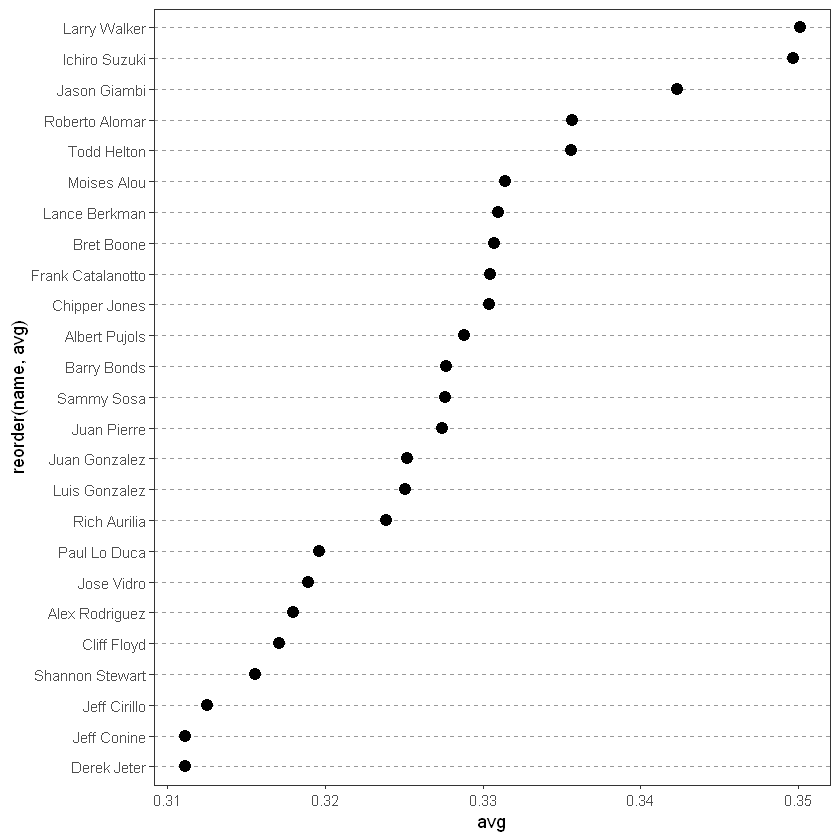 Larry Walker
Ichiro Suzuki
Jason Giambi
Roberto Alomar
Todd Helton
Moises Alou
Lance Berkman
Bret Boone
Frank Catalanotto
Chipper Jones
Albert Pujols
Barry Bonds
Sammy Sosa
Juan Pierre
Juan Gonzalez
Luis Gonzalez
Rich Aurilia
Paul Lo Duca
Jose Vidro
Alex Rodriguez
Cliff Floyd
Shannon Stewart
Jeff Cirillo
Jeff Conine
Derek Jeter
reorder(name, avg)
0.31 0.32 0.33 0.34 0.35
avg